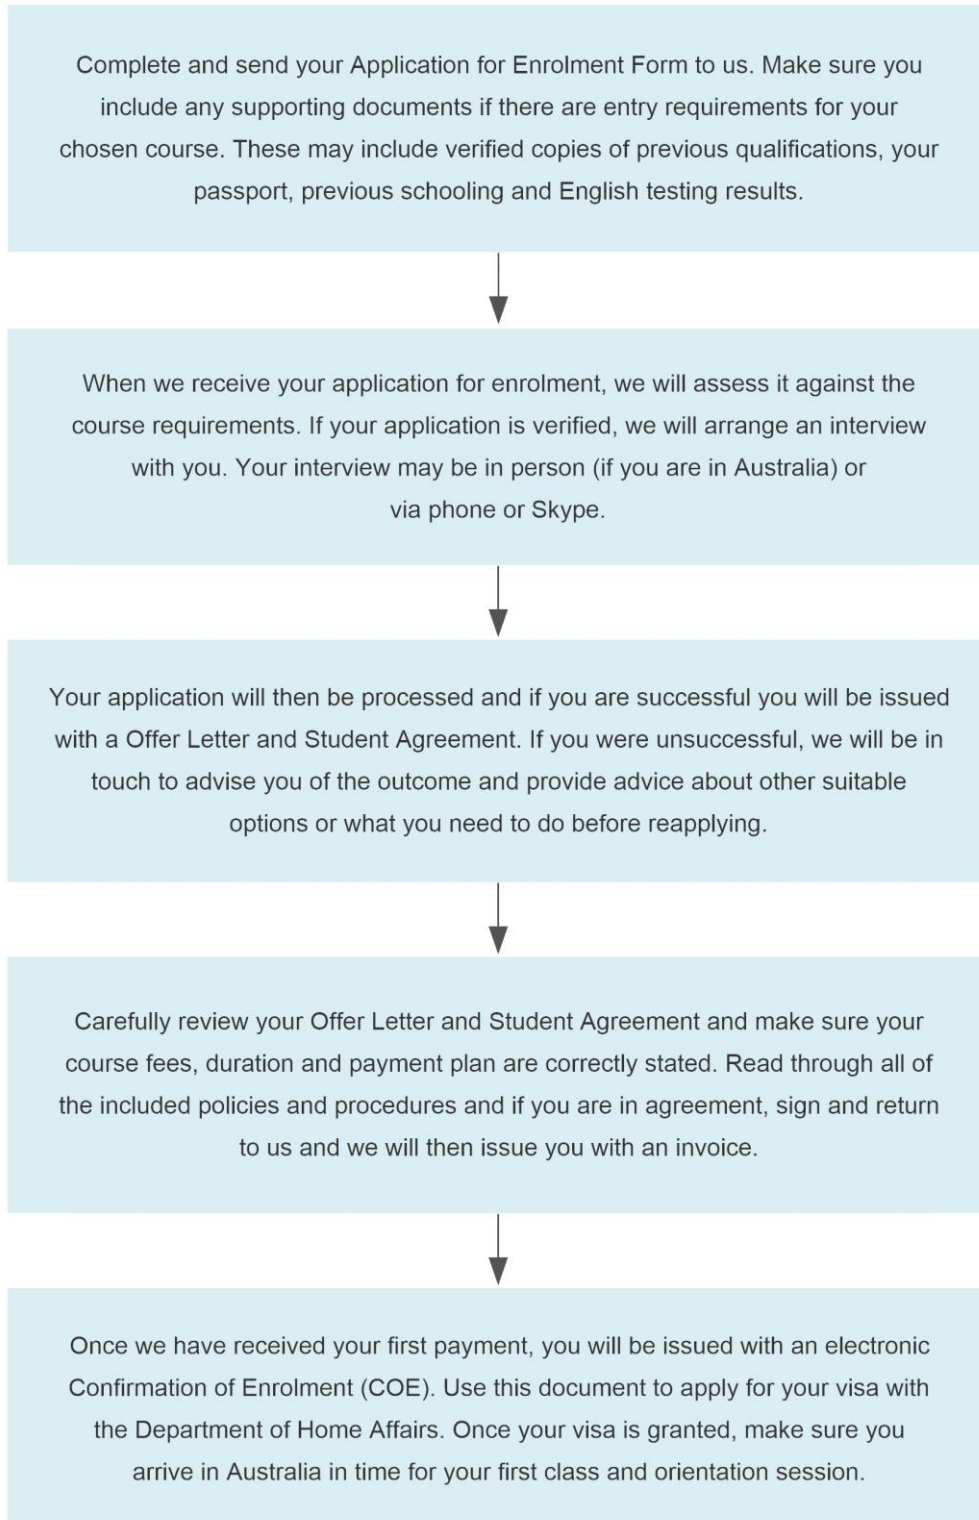 Complete and send your Application for Enrolment Form to us. Make sure you
include any supporting documents if there are entry requirements for your
chosen course. These may include verified copies of previous qualifications, your
passport, previous schooling and English testing results.
When we receive your application for enrolment, we will assess it against the
course requirements. If your application is verified, we will arrange an interview
with you. Your interview may be in person (if you are in Australia) or
via phone or Skype.
Your application will then be processed and if you are successful you will be issued
with a Offer Letter and Student Agreement. If you were unsuccessful, we will be in
touch to advise you of the outcome and provide advice about other suitable
options or what you need to do before reapplying.
Carefully review your Offer Letter and Student Agreement and make sure your
course fees, duration and payment plan are correctly stated. Read through all of
the included policies and procedures and if you are in agreement, sign and return
to us and we will then issue you with an invoice.
Once we have received your first payment, you will be issued with an electronic
Confirmation of Enrolment (COE). Use this document to apply for your visa with
the Department of Home Affairs. Once your visa is granted, make sure you
arrive in Australia in time for your first class and orientation session.